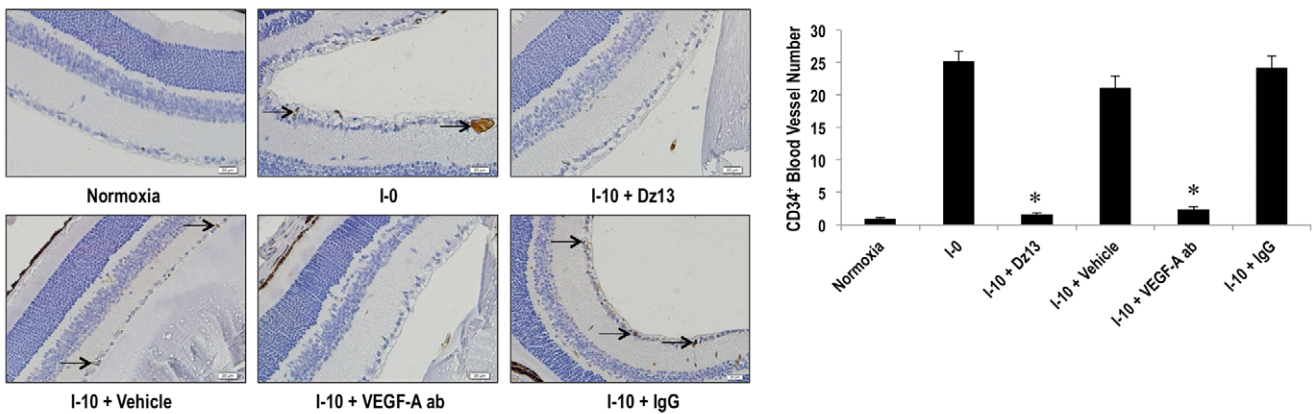 Normoxia
I-0
I-10 + Dz13
I-10 + Vehicle
I-10 + VEGF-A ab
I-10 + IgG
CD34⁺ Blood Vessel Number
30
25
20
15
10
5
0
*
*
Normoxia
I-0
I-10 + Dz13
I-10 + Vehicle
I-10 + VEGF-A ab
I-10 + IgG